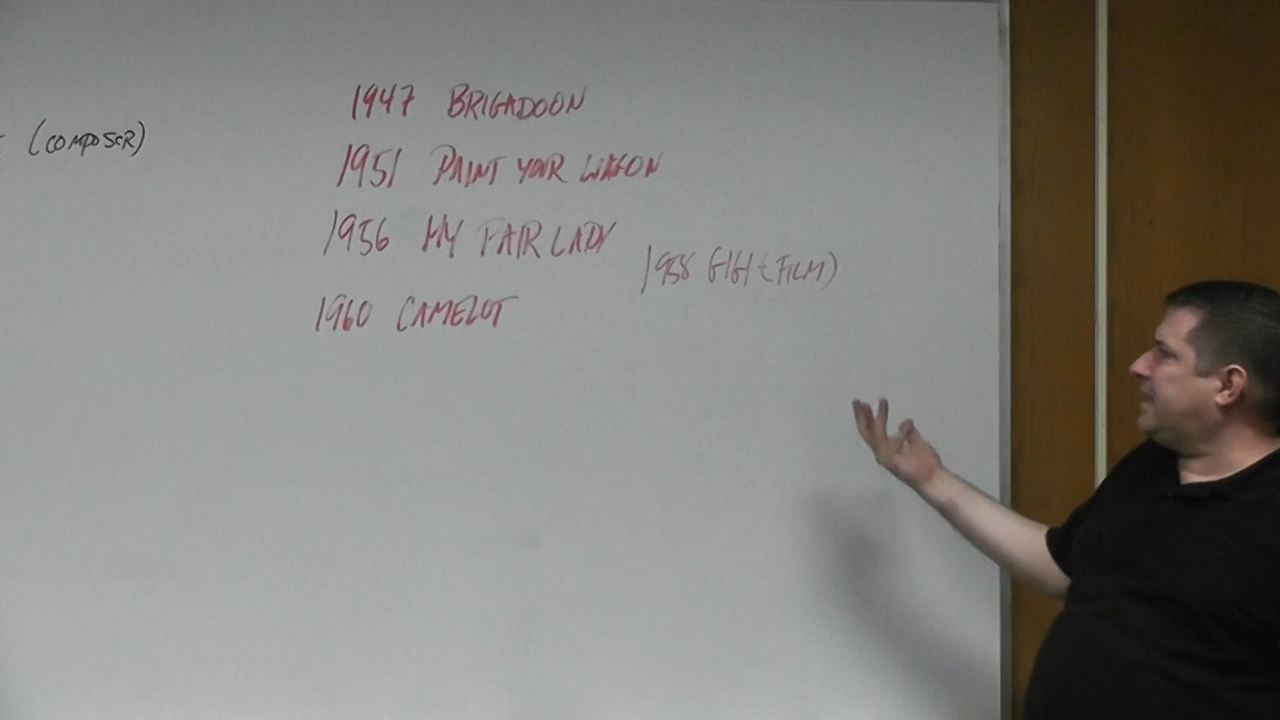 1947 BRIGADOON
(COMPOSER)
1951 PAINT YOUR WAGON
1956 MY FAIR LADY
1958 GIGI (FILM)
1960 CAMELOT